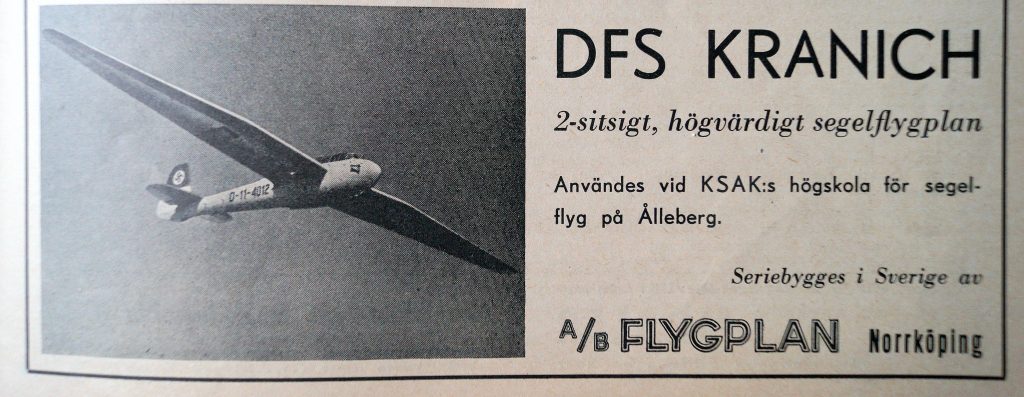 DFS KRANICH
2-sitsigt, högvärdigt segelflygplan
Användes vid KSAK:s högskola för segel-
flyg på Ålleberg.
Seriebygges i Sverige av
A/B FLYGPLAN Norrköping
D-11-4012